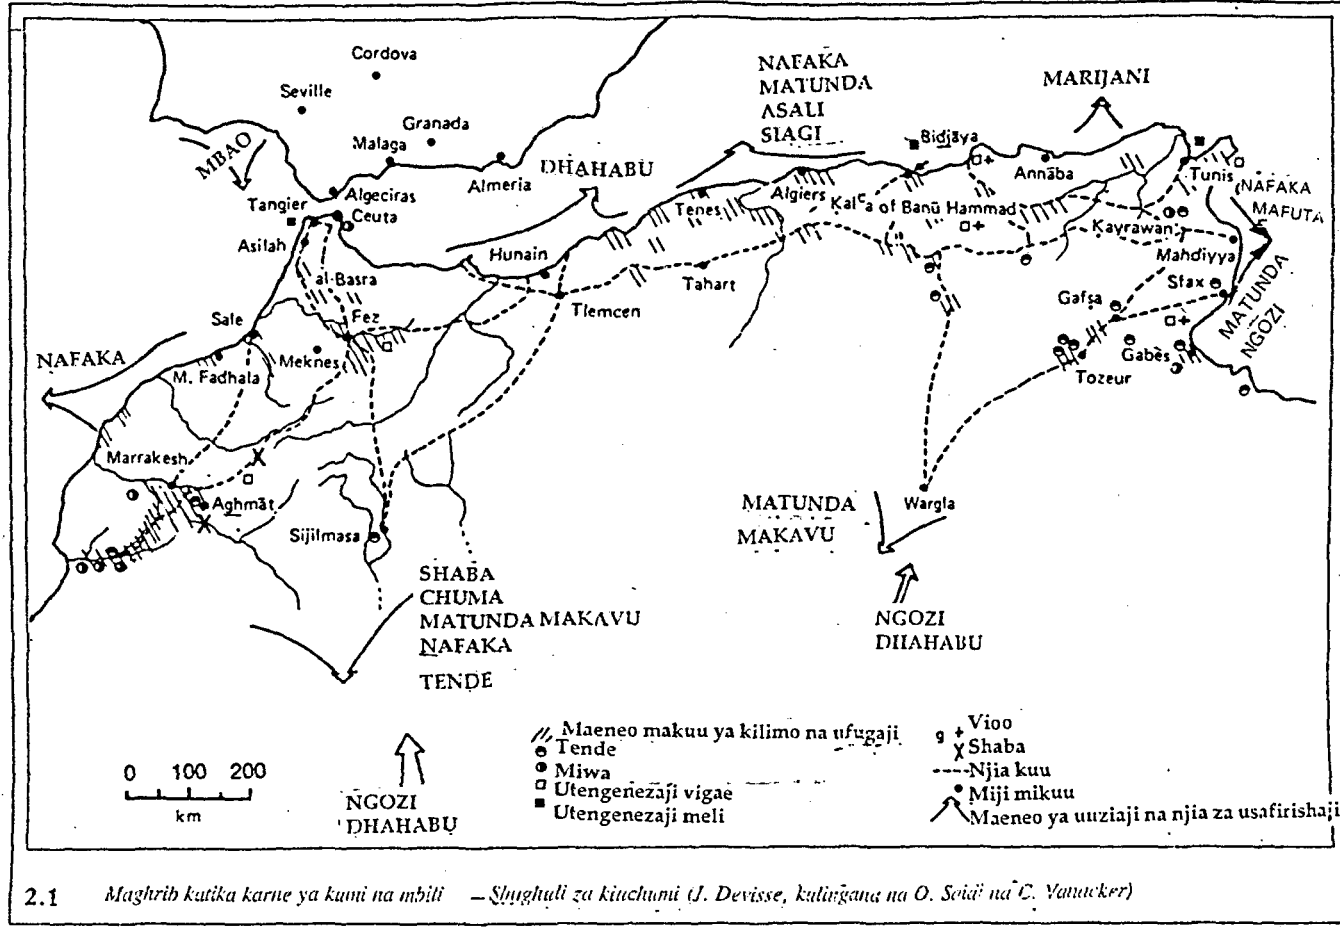 Cordova
Seville
Granada
Malaga
MBAO
Algeciras
Almeria
Tangier
Ceuta
Asilah
al-Basra
DHAHABU
NAFAKA
MATUNDA
ASALI
SIAGI
MARIJANI
Bidjāya
Annāba
Tunis
NAFAKA
MAFUTA
Algiers
Tenes
Kalᶜa of Banū Hammad
Kayrawan
Mahdiyya
Hunain
Tahart
Tlemcen
Gafsa
Sfax
MATUNDA
NGOZI
Sale
Fez
NAFAKA
Meknes
M. Fadhala
Gabès
Tozeur
Marrakesh
Aghmāt
Sijilmasa
MATUNDA
MAKAVU
Wargla
SHABA
CHUMA
MATUNDA MAKAVU
NAFAKA
TENDE
NGOZI
DHAHABU
NGOZI
DHAHABU
0 100 200
km
Maeneo makuu ya kilimo na ufugaji
Tende
Miwa
Utengenezaji vigae
Utengenezaji meli
Vioo
Shaba
Njia kuu
Miji mikuu
Maeneo ya uuziaji na njia za usafirishaji
2.1 Maghrib katika karne ya kumi na mbili – Shughuli za kiuchumi (J. Devisse, kulingana na O. Saidi na C. Vanacker)